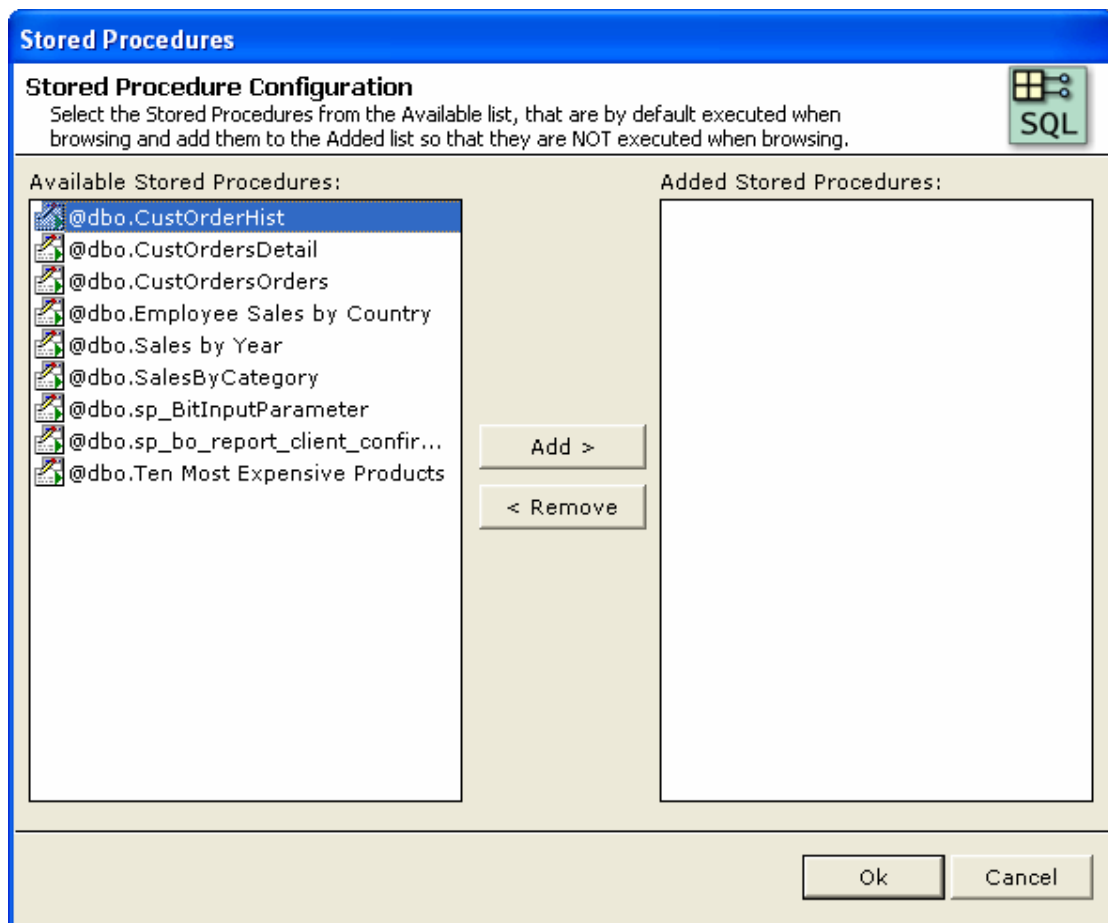 Stored Procedures
Stored Procedure Configuration
Select the Stored Procedures from the Available list, that are by default executed when
browsing and add them to the Added list so that they are NOT executed when browsing.
SQL
Available Stored Procedures:
@dbo.CustOrderHist
@dbo.CustOrdersDetail
@dbo.CustOrdersOrders
@dbo.Employee Sales by Country
@dbo.Sales by Year
@dbo.SalesByCategory
@dbo.sp_BitInputParameter
@dbo.sp_bo_report_client_confir...
@dbo.Ten Most Expensive Products
Add >
< Remove
Added Stored Procedures:
Ok
Cancel